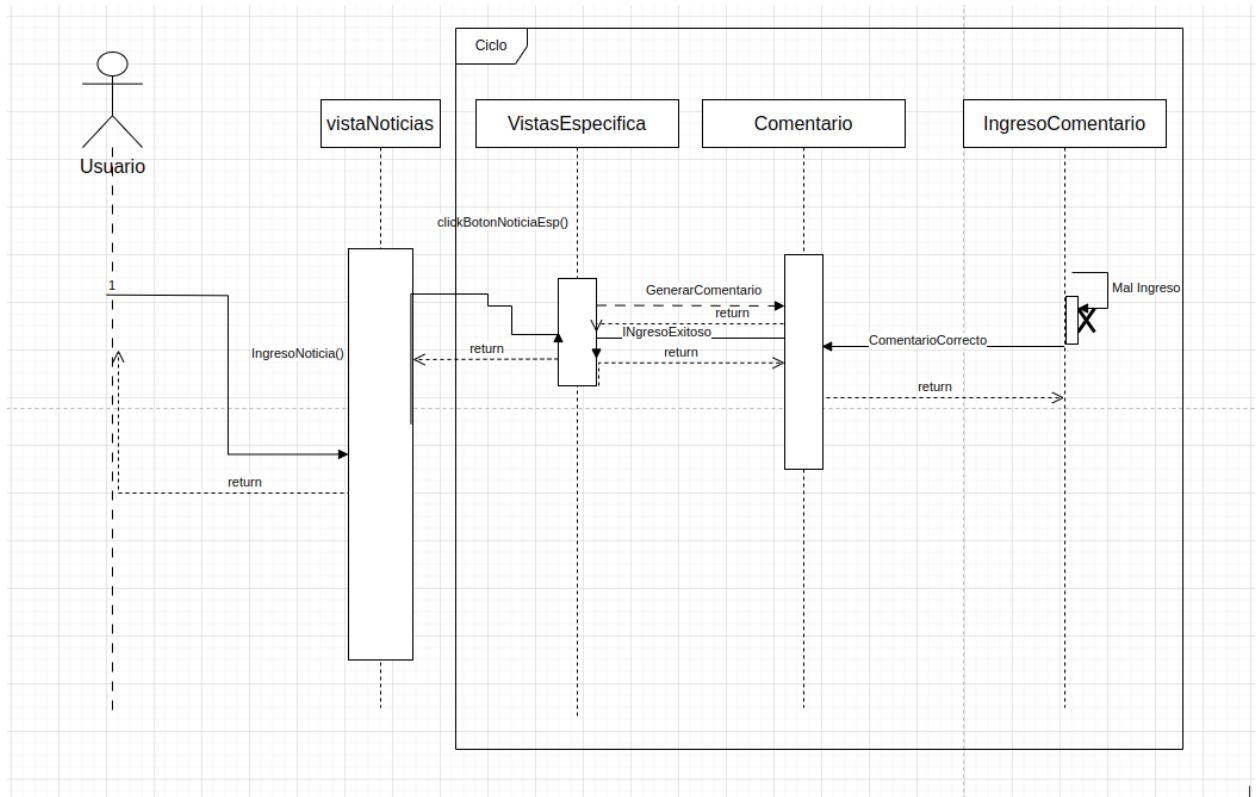 Ciclo
vistaNoticias
VistasEspecifica
Comentario
IngresoComentario
Usuario
clickBotonNoticiaEsp()
1
GenerarComentario
Mal Ingreso
return
INgresoExitoso
ComentarioCorrecto
IngresoNoticia()
return
return
return
return